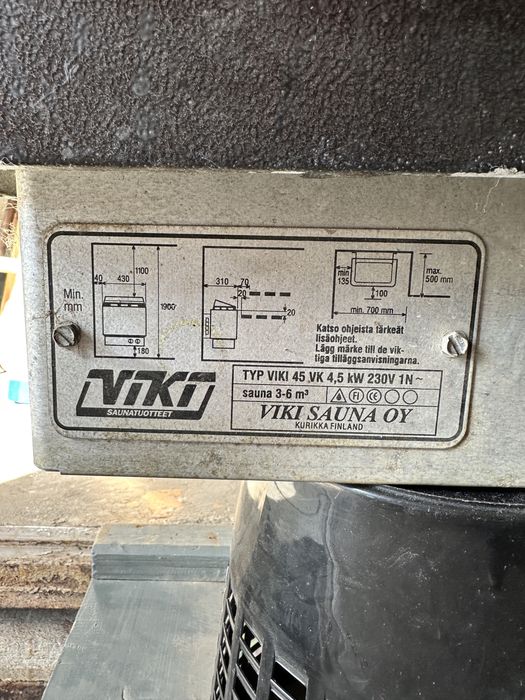 Min.
mm
40
430
1100
1900
180
310
70
20
20
min
135
100
min. 700 mm
max.
500 mm
Katso ohjeista tärkeät
lisäohjeet.
Lägg märke till de vik-
tiga tilläggsanvisningarna.
VIKI
SAUNATUOTTEET
TYP VIKI 45 VK 4,5 kW 230V 1N~
sauna 3-6 m³
FI CE
VIKI SAUNA OY
KURIKKA FINLAND